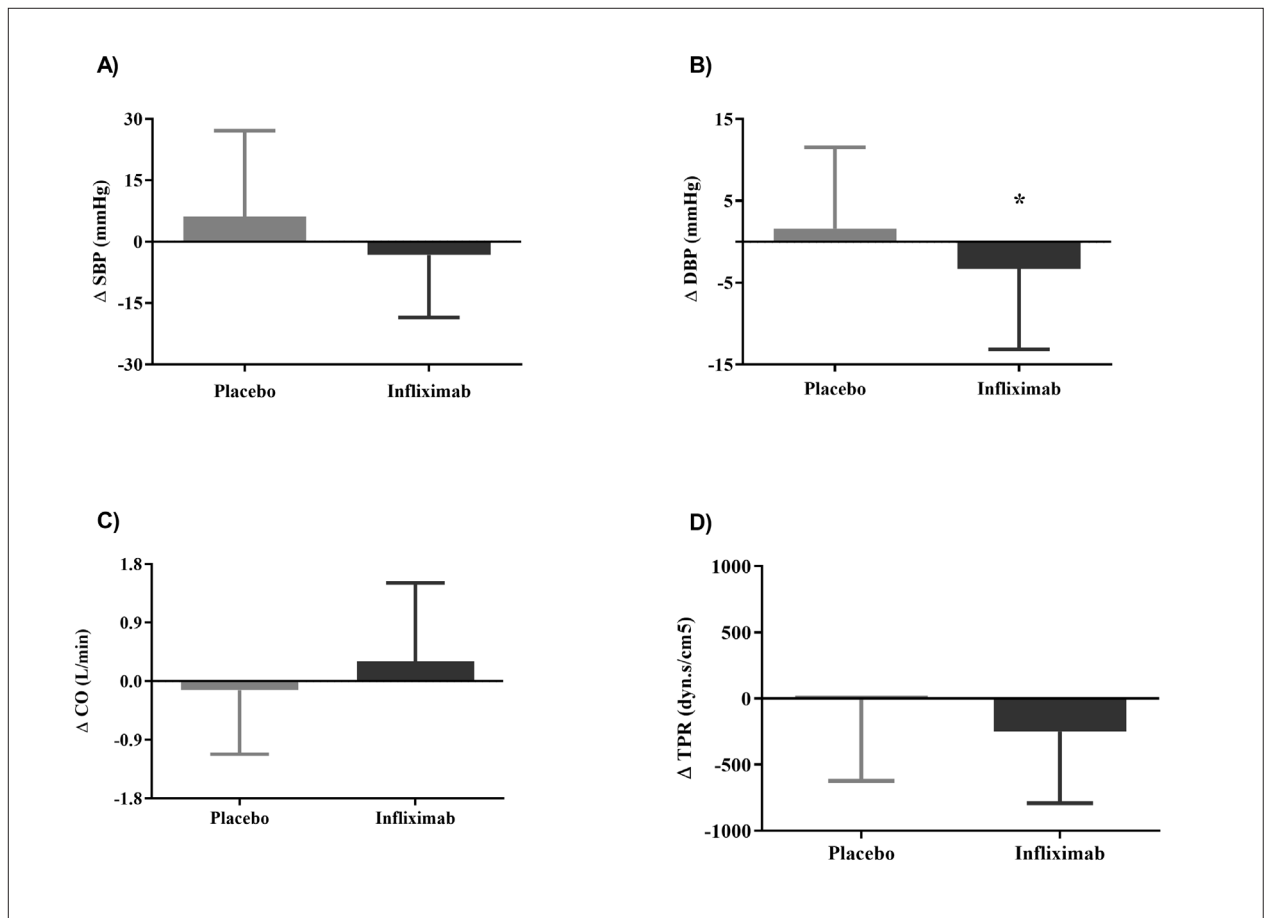 A)
Δ SBP (mmHg)
30
15
0
-15
-30
Placebo
Infliximab
B)
Δ DBP (mmHg)
15
5
-5
-15
*
Placebo
Infliximab
C)
Δ CO (L/min)
1.8
0.9
0.0
-0.9
-1.8
Placebo
Infliximab
D)
Δ TPR (dyn.s/cm5)
1000
500
0
-500
-1000
Placebo
Infliximab